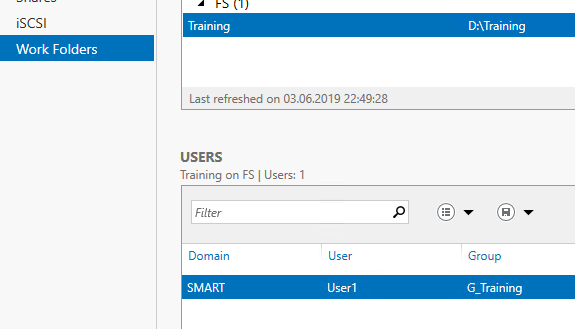 Shares
iSCSI
Work Folders
FS (1)
Training D:\Training
Last refreshed on 03.06.2019 22:49:28
USERS
Training on FS | Users: 1
Filter
Domain User Group
SMART User1 G_Training